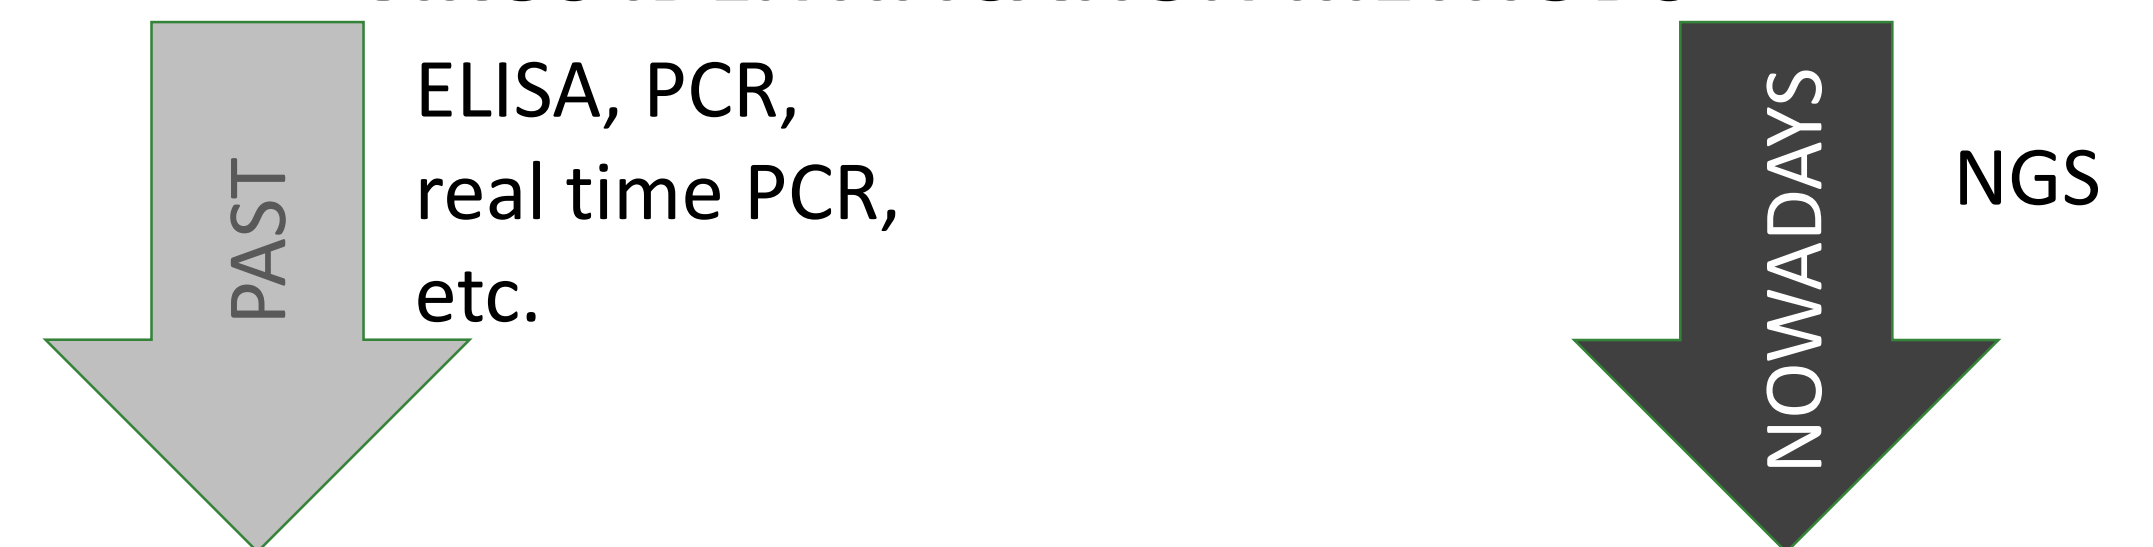 PAST
ELISA, PCR,
real time PCR,
etc.
NOWADAYS
NGS